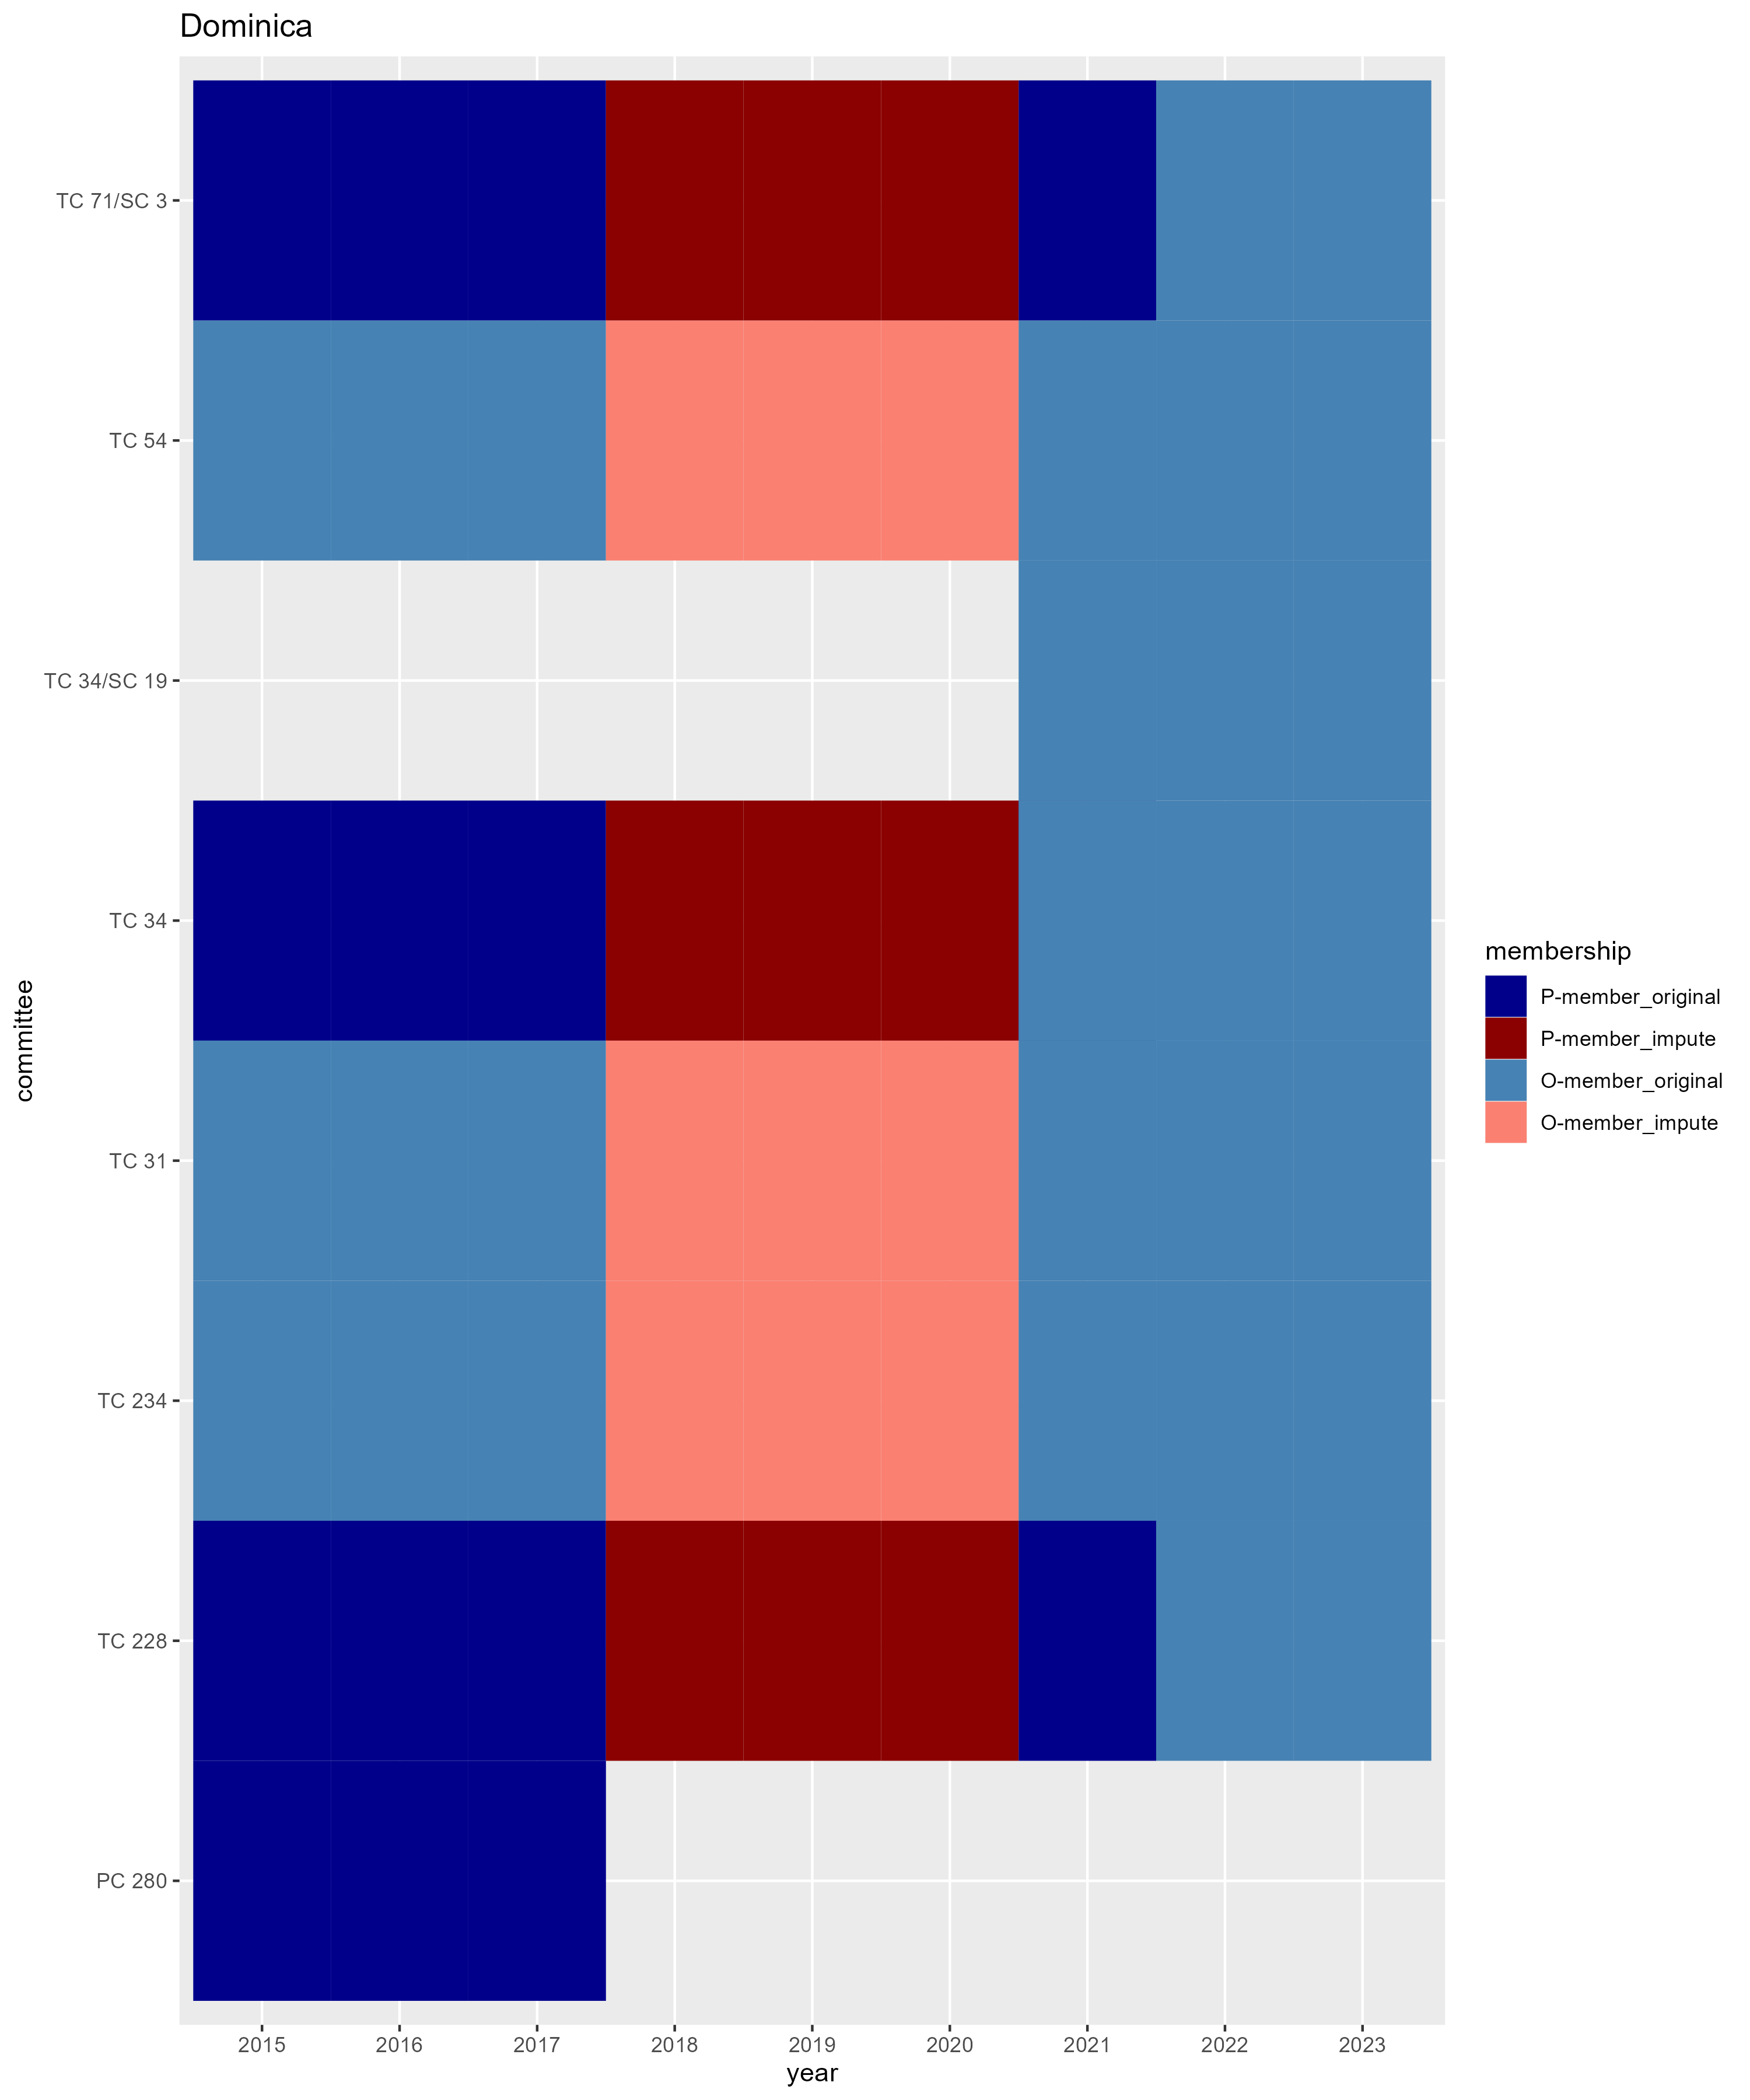 Dominica
TC 71/SC 3
TC 54
TC 34/SC 19
TC 34
TC 31
TC 234
TC 228
PC 280
committee
2015 2016 2017 2018 2019 2020 2021 2022 2023
year
membership
P-member_original
P-member_impute
O-member_original
O-member_impute